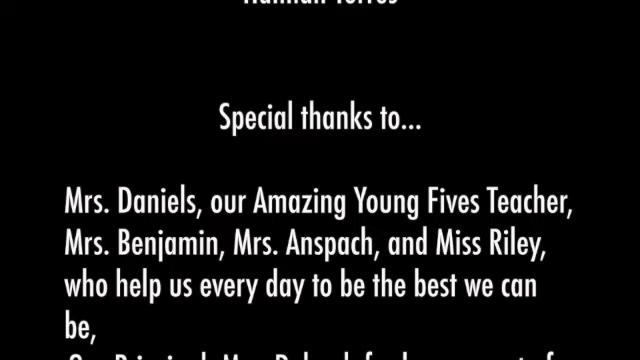 Special thanks to...
Mrs. Daniels, our Amazing Young Fives Teacher,
Mrs. Benjamin, Mrs. Anspach, and Miss Riley,
who help us every day to be the best we can
be,